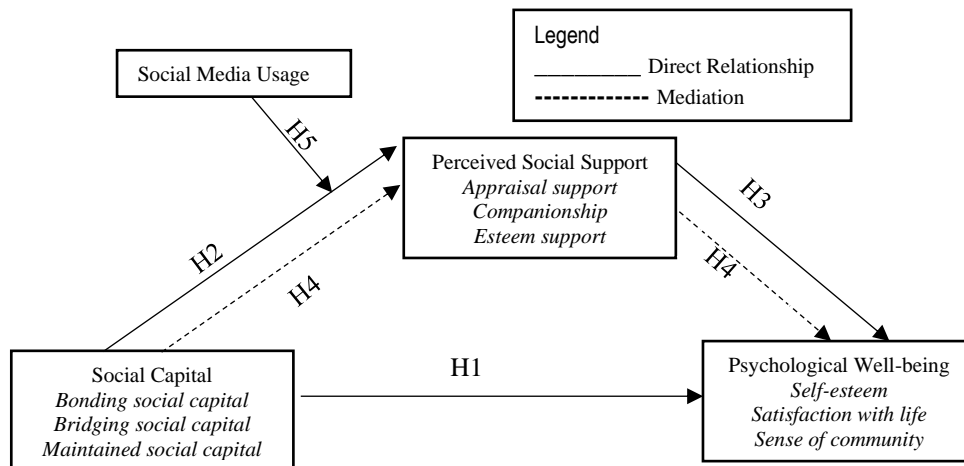 Legend
Direct Relationship
Mediation
Social Media Usage
H5
Perceived Social Support
Appraisal support
Companionship
Esteem support
H3
H2
H4
H4
Social Capital
Bonding social capital
Bridging social capital
Maintained social capital
H1
Psychological Well-being
Self-esteem
Satisfaction with life
Sense of community